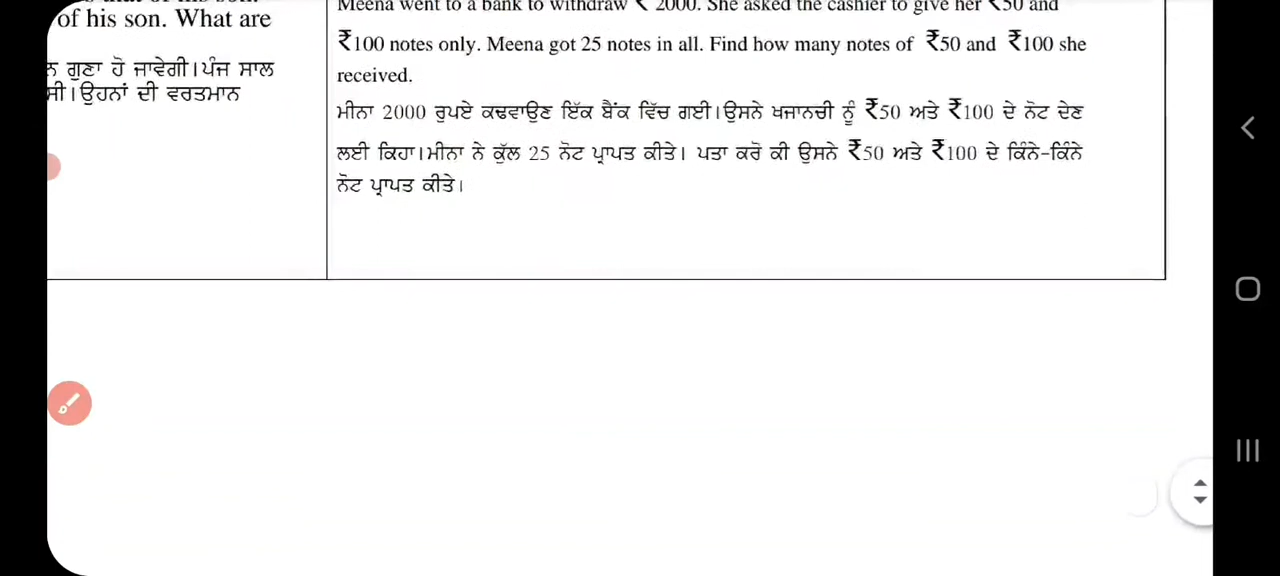 of his son. What are
ਗੁਣਾ ਹੋ ਜਾਵੇਗੀ।ਪੰਜ ਸਾਲ
ਸੀ।ਉਹਨਾਂ ਦੀ ਵਰਤਮਾਨ
Meena went to a bank to withdraw ₹ 2000. She asked the cashier to give her ₹50 and
₹100 notes only. Meena got 25 notes in all. Find how many notes of ₹50 and ₹100 she
received.
ਮੀਨਾ 2000 ਰੁਪਏ ਕਢਵਾਉਣ ਇੱਕ ਬੈਂਕ ਵਿੱਚ ਗਈ।ਉਸਨੇ ਖਜਾਨਚੀ ਨੂੰ ₹50 ਅਤੇ ₹100 ਦੇ ਨੋਟ ਦੇਣ
ਲਈ ਕਿਹਾ।ਮੀਨਾ ਨੇ ਕੁੱਲ 25 ਨੋਟ ਪ੍ਰਾਪਤ ਕੀਤੇ। ਪਤਾ ਕਰੋ ਕੀ ਉਸਨੇ ₹50 ਅਤੇ ₹100 ਦੇ ਕਿੰਨੇ-ਕਿੰਨੇ
ਨੋਟ ਪ੍ਰਾਪਤ ਕੀਤੇ।